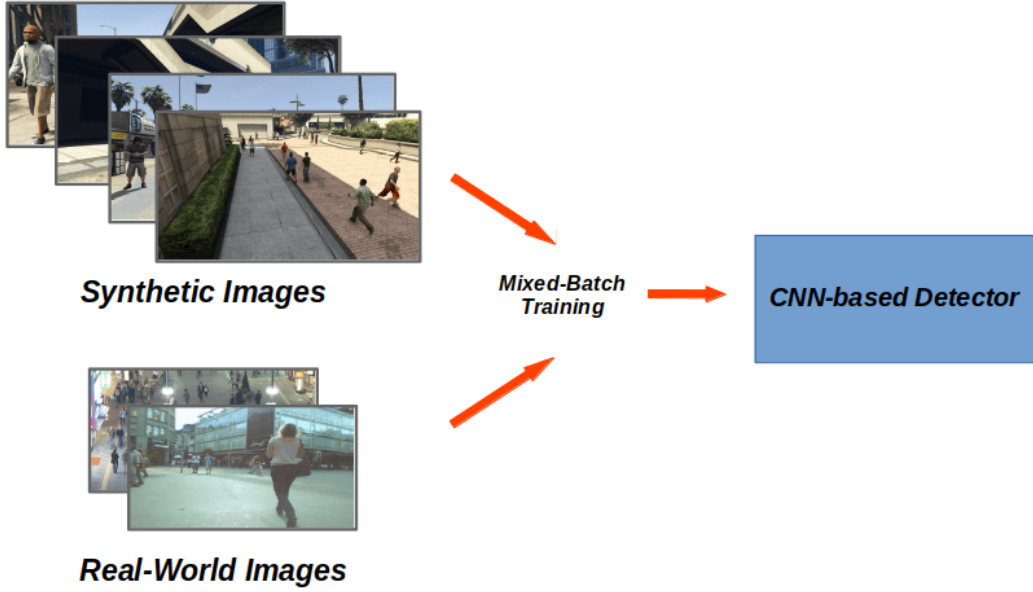 Synthetic Images
Mixed-Batch
Training
CNN-based Detector
Real-World Images